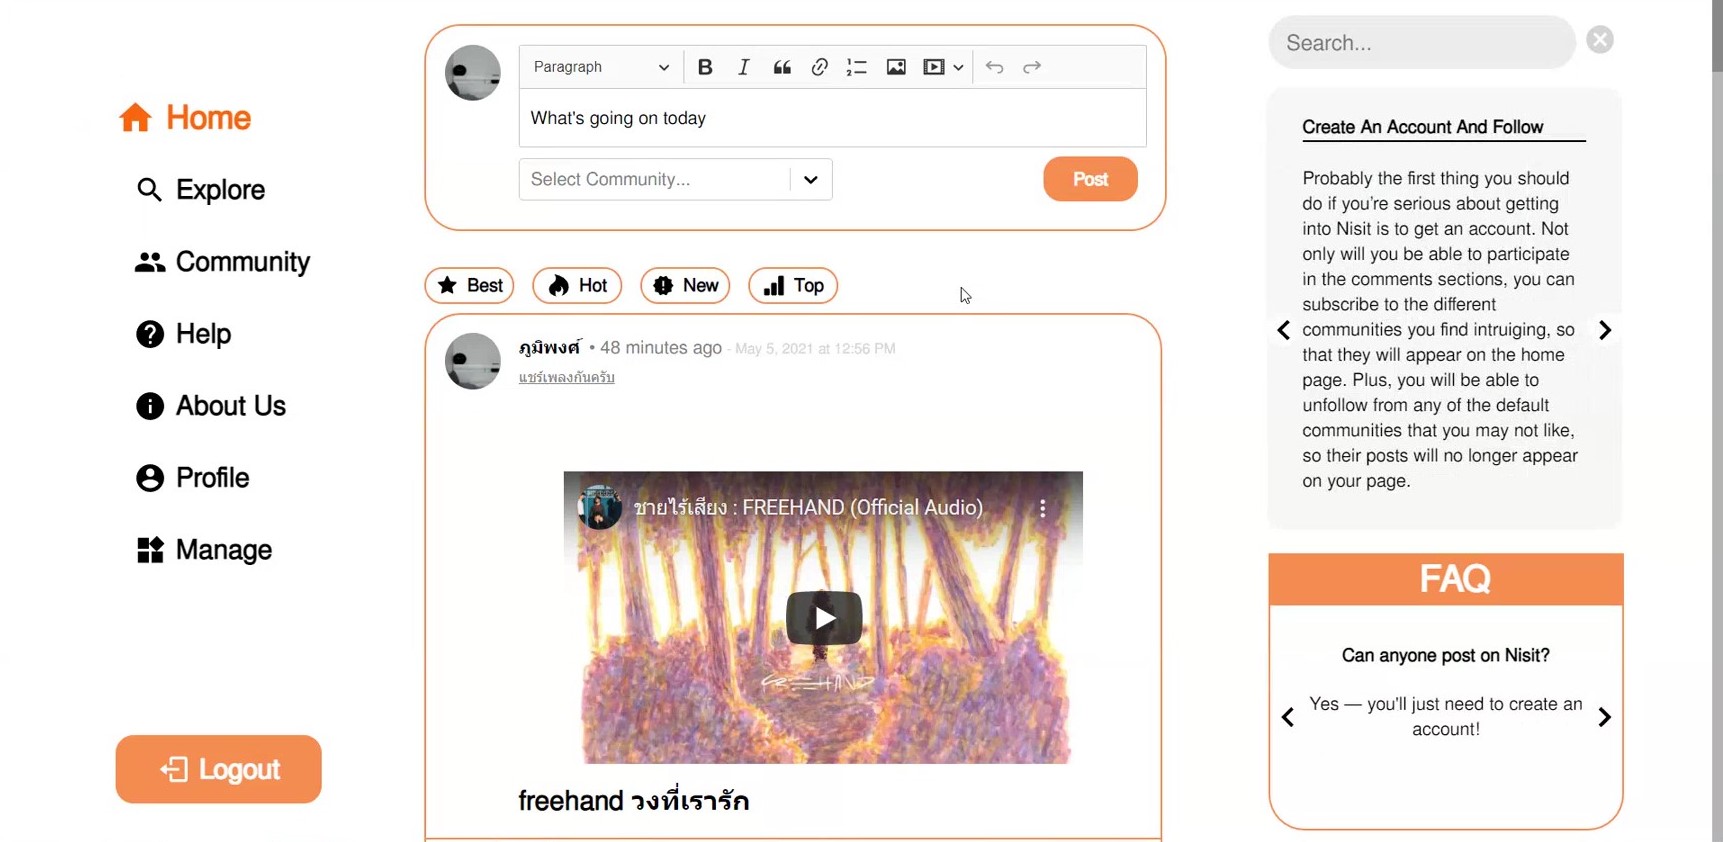 Home
Explore
Community
Help
About Us
Profile
Manage
Logout
Paragraph
What's going on today
Select Community...
Post
Best
Hot
New
Top
ภูมิพงศ์ • 48 minutes ago - May 5, 2021 at 12:56 PM
แชร์เพลงกันครับ
ชายไร้เสียง : FREEHAND (Official Audio)
FREEHAND
freehand วงที่เรารัก
Search...
Create An Account And Follow
Probably the first thing you should
do if you're serious about getting
into Nisit is to get an account. Not
only will you be able to participate
in the comments sections, you can
subscribe to the different
communities you find intruiging, so
that they will appear on the home
page. Plus, you will be able to
unfollow from any of the default
communities that you may not like,
so their posts will no longer appear
on your page.
FAQ
Can anyone post on Nisit?
Yes — you'll just need to create an
account!